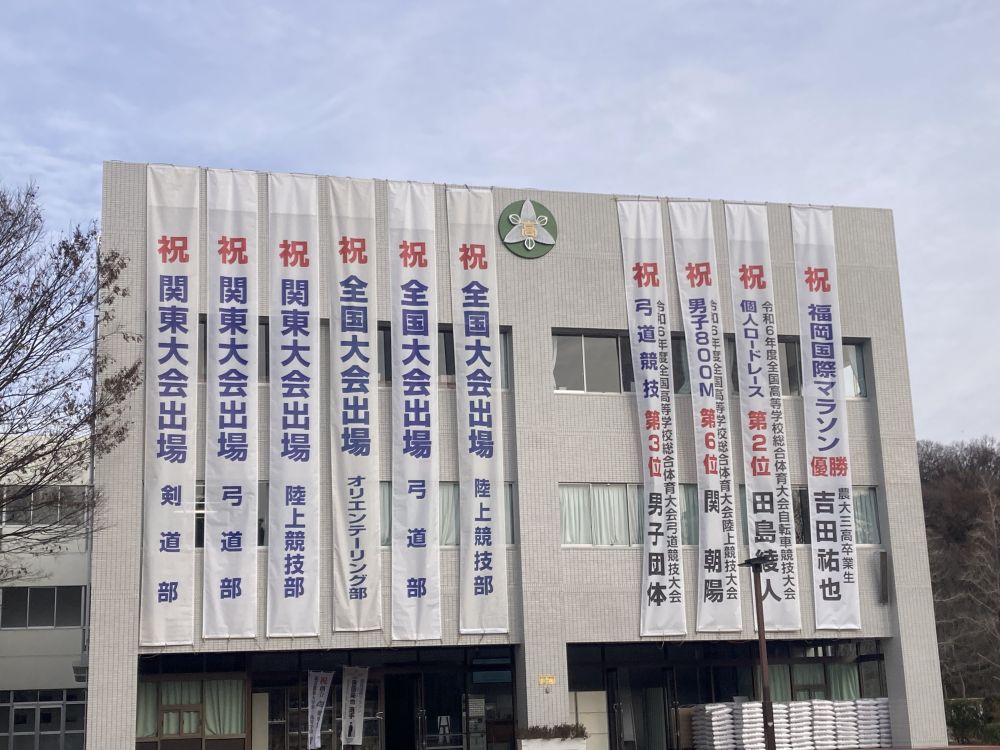 祝 関東大会出場 剣道部
祝 関東大会出場 弓道部
祝 関東大会出場 陸上競技部
祝 全国大会出場 オリエンテーリング部
祝 全国大会出場 弓道部
祝 全国大会出場 陸上競技部
高
祝 令和6年度全国高等学校総合体育大会弓道競技大会
弓道競技 第3位 男子団体
祝 令和6年度全国高等学校総合体育大会陸上競技大会
男子800M 第6位 関 朝陽
祝 令和6年度全国高等学校総合体育大会自転車競技大会
個人ロードレース 第2位 田島綾人
祝 福岡国際マラソン 優勝 農大三高卒業生 吉田祐也
祝